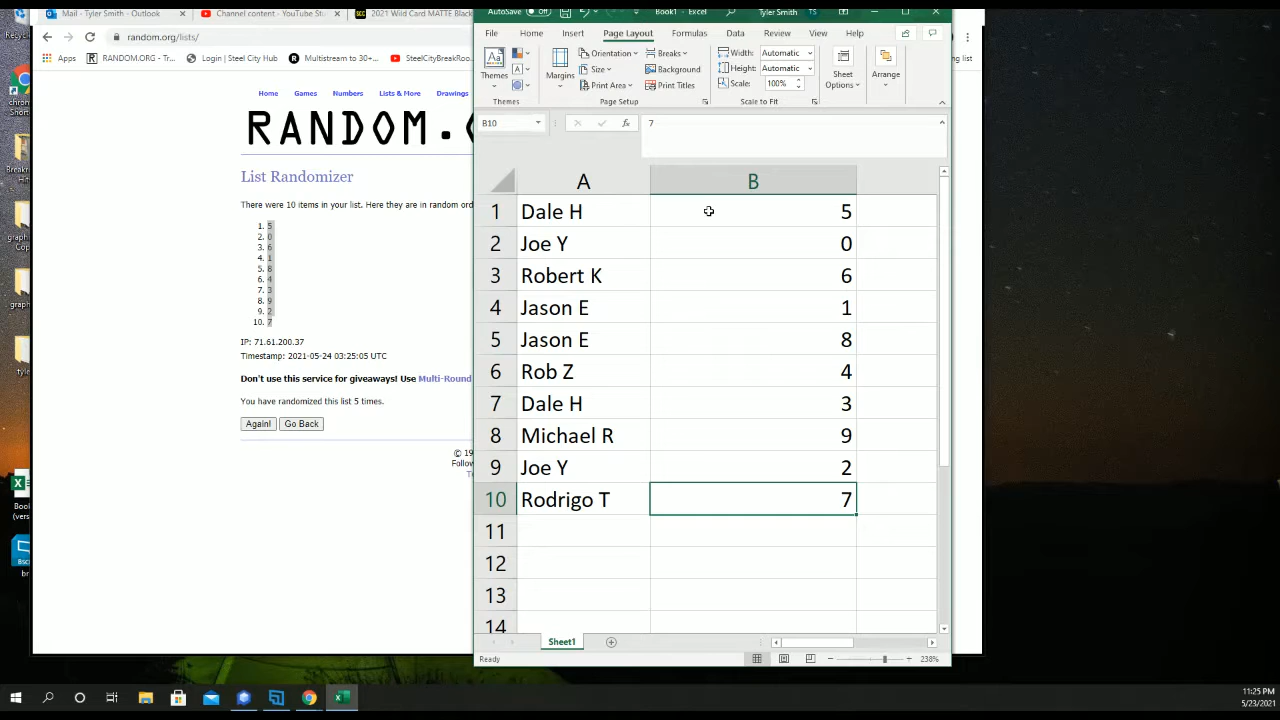 Mail - Tyler Smith - Outlook
Channel content - YouTube Stu
2021 Wild Card MATTE Black
AutoSave Off
Book1 - Excel
Tyler Smith
TS
random.org/lists/
Apps
RANDOM.ORG - Tr...
Login | Steel City Hub
Multistream to 30+...
SteelCityBreakRoo...
ing list
File
Home
Insert
Page Layout
Formulas
Data
Review
View
Help
Themes
Margins
Orientation
Size
Print Area
Breaks
Background
Print Titles
Width:
Automatic
Height:
Automatic
Scale:
100%
Sheet
Options
Arrange
Themes
Page Setup
Scale to Fit
Home
Games
Numbers
Lists & More
Drawings
RANDOM.
List Randomizer
There were 10 items in your list. Here they are in random ord
1. 5
2. 0
3. 6
4. 1
5. 8
6. 4
7. 3
8. 9
9. 2
10. 7
IP: 71.61.200.37
Timestamp: 2021-05-24 03:25:05 UTC
Don't use this service for giveaways! Use Multi-Round
You have randomized this list 5 times.
Again!
Go Back
© 19
Follow
B10
fx
7
A B
1 Dale H 5
2 Joe Y 0
3 Robert K 6
4 Jason E 1
5 Jason E 8
6 Rob Z 4
7 Dale H 3
8 Michael R 9
9 Joe Y 2
10 Rodrigo T 7
11
12
13
14
Sheet1
Ready
238%
11:25 PM
5/23/2021